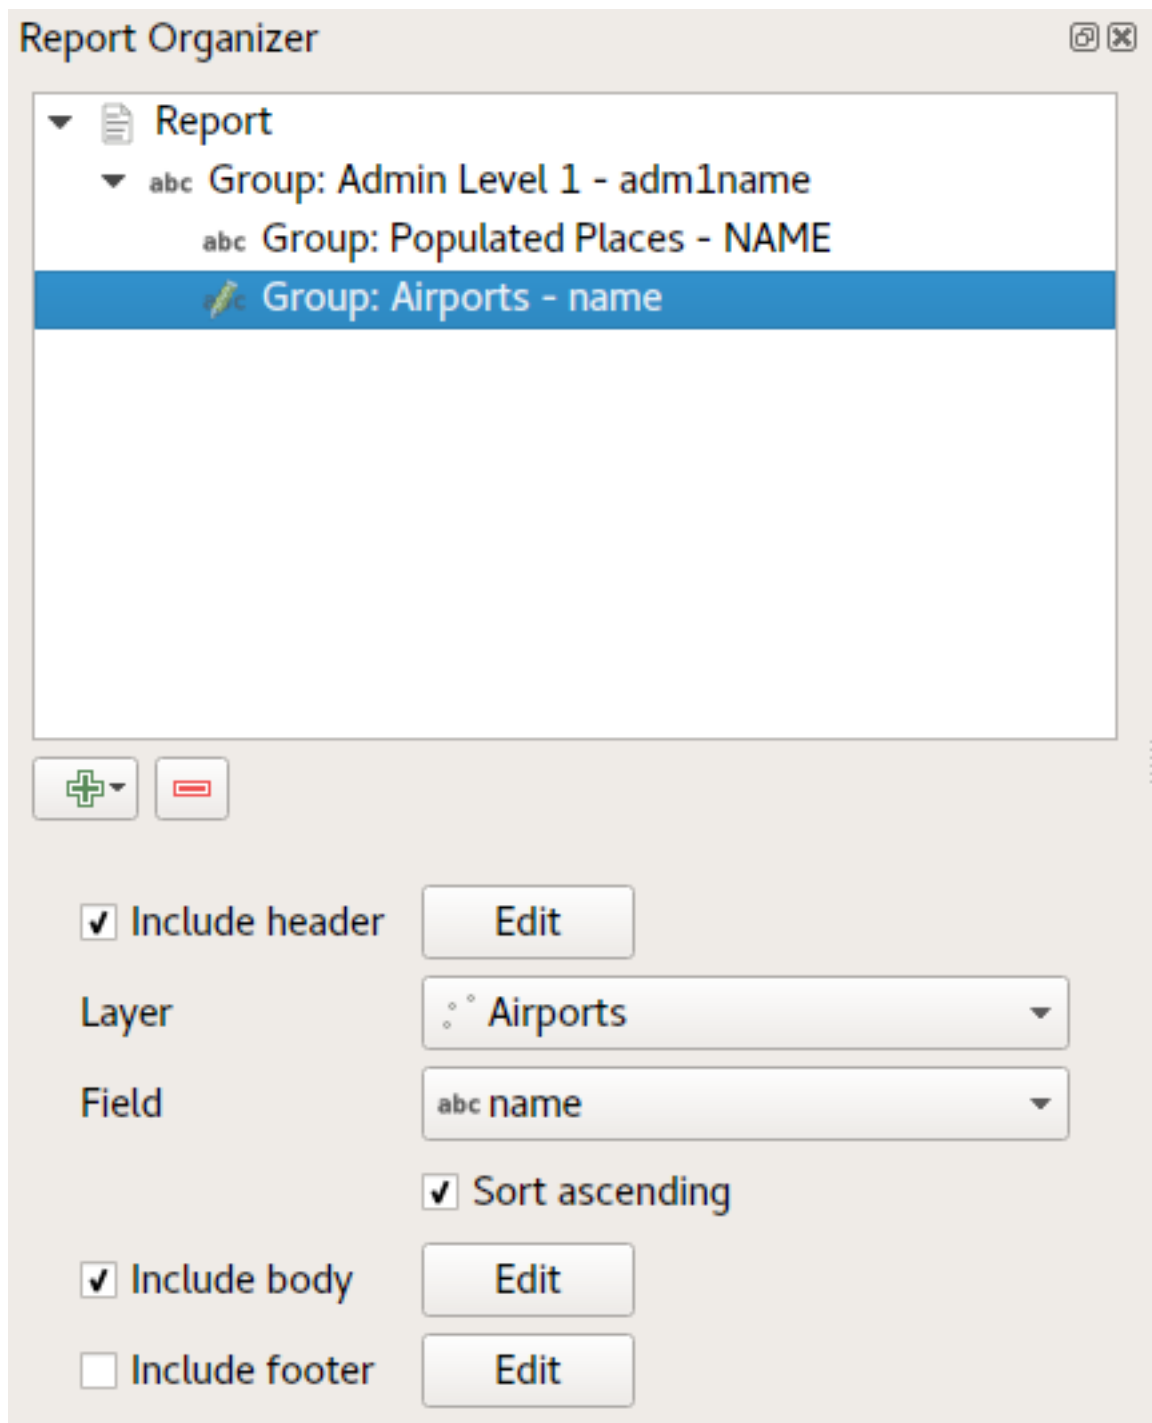 Report Organizer
Report
abc Group: Admin Level 1 - adm1name
abc Group: Populated Places - NAME
Group: Airports - name
Include header Edit
Layer Airports
Field abc name
Sort ascending
Include body Edit
Include footer Edit